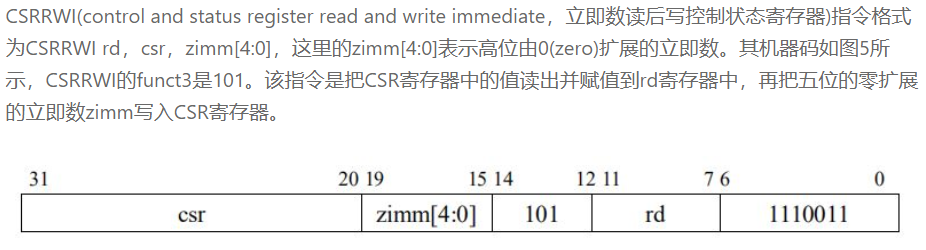 CSRRWI(control and status register read and write immediate，立即数读后写控制状态寄存器)指令格式
为CSRRWI rd，csr，zimm[4:0]，这里的zimm[4:0]表示高位由0(zero)扩展的立即数。其机器码如图5所
示，CSRRWI的funct3是101。该指令是把CSR寄存器中的值读出并赋值到rd寄存器中，再把五位的零扩展
的立即数zimm写入CSR寄存器。
31 20 19 15 14 12 11 7 6 0
csr zimm[4:0] 101 rd 1110011